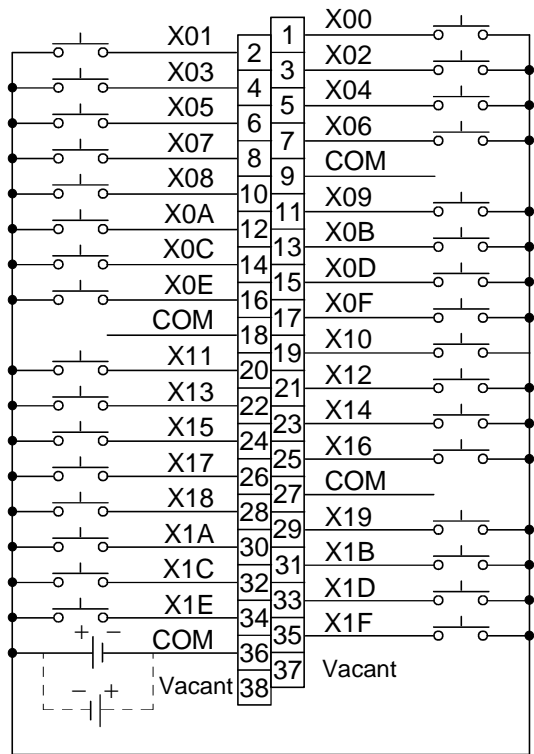 X00
1
X01
2
X02
3
X03
4
X04
5
X05
6
X06
7
X07
8
COM
9
X08
10
X09
11
X0A
12
X0B
13
X0C
14
X0D
15
X0E
16
X0F
17
COM
18
X10
19
X11
20
X12
21
X13
22
X14
23
X15
24
X16
25
X17
26
COM
27
X18
28
X19
29
X1A
30
X1B
31
X1C
32
X1D
33
X1E
34
X1F
35
+ −
COM
36
37
Vacant
− +
Vacant
38